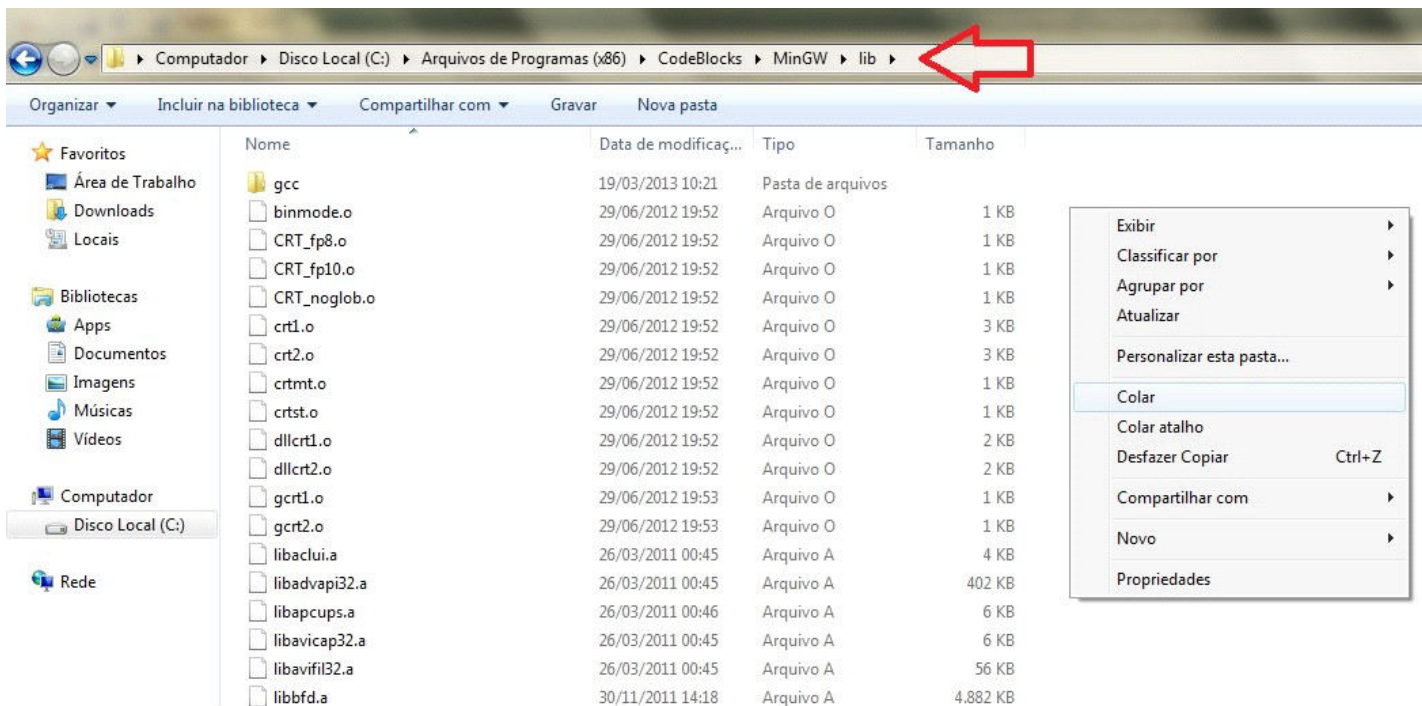 Computador ▸ Disco Local (C:) ▸ Arquivos de Programas (x86) ▸ CodeBlocks ▸ MinGW ▸ lib ▸
Organizar Incluir na biblioteca Compartilhar com Gravar Nova pasta
Favoritos
Área de Trabalho
Downloads
Locais
Bibliotecas
Apps
Documentos
Imagens
Músicas
Vídeos
Computador
Disco Local (C:)
Rede
Nome Data de modificaç... Tipo Tamanho
gcc 19/03/2013 10:21 Pasta de arquivos
binmode.o 29/06/2012 19:52 Arquivo O 1 KB
CRT_fp8.o 29/06/2012 19:52 Arquivo O 1 KB
CRT_fp10.o 29/06/2012 19:52 Arquivo O 1 KB
CRT_noglob.o 29/06/2012 19:52 Arquivo O 1 KB
crt1.o 29/06/2012 19:52 Arquivo O 3 KB
crt2.o 29/06/2012 19:52 Arquivo O 3 KB
crtmt.o 29/06/2012 19:52 Arquivo O 1 KB
crtst.o 29/06/2012 19:52 Arquivo O 1 KB
dllcrt1.o 29/06/2012 19:52 Arquivo O 2 KB
dllcrt2.o 29/06/2012 19:52 Arquivo O 2 KB
gcrt1.o 29/06/2012 19:53 Arquivo O 1 KB
gcrt2.o 29/06/2012 19:53 Arquivo O 1 KB
libaclui.a 26/03/2011 00:45 Arquivo A 4 KB
libadvapi32.a 26/03/2011 00:45 Arquivo A 402 KB
libapcups.a 26/03/2011 00:46 Arquivo A 6 KB
libavicap32.a 26/03/2011 00:45 Arquivo A 6 KB
libavifil32.a 26/03/2011 00:45 Arquivo A 56 KB
libbfd.a 30/11/2011 14:18 Arquivo A 4.882 KB
Exibir
Classificar por
Agrupar por
Atualizar
Personalizar esta pasta...
Colar
Colar atalho
Desfazer Copiar Ctrl+Z
Compartilhar com
Novo
Propriedades